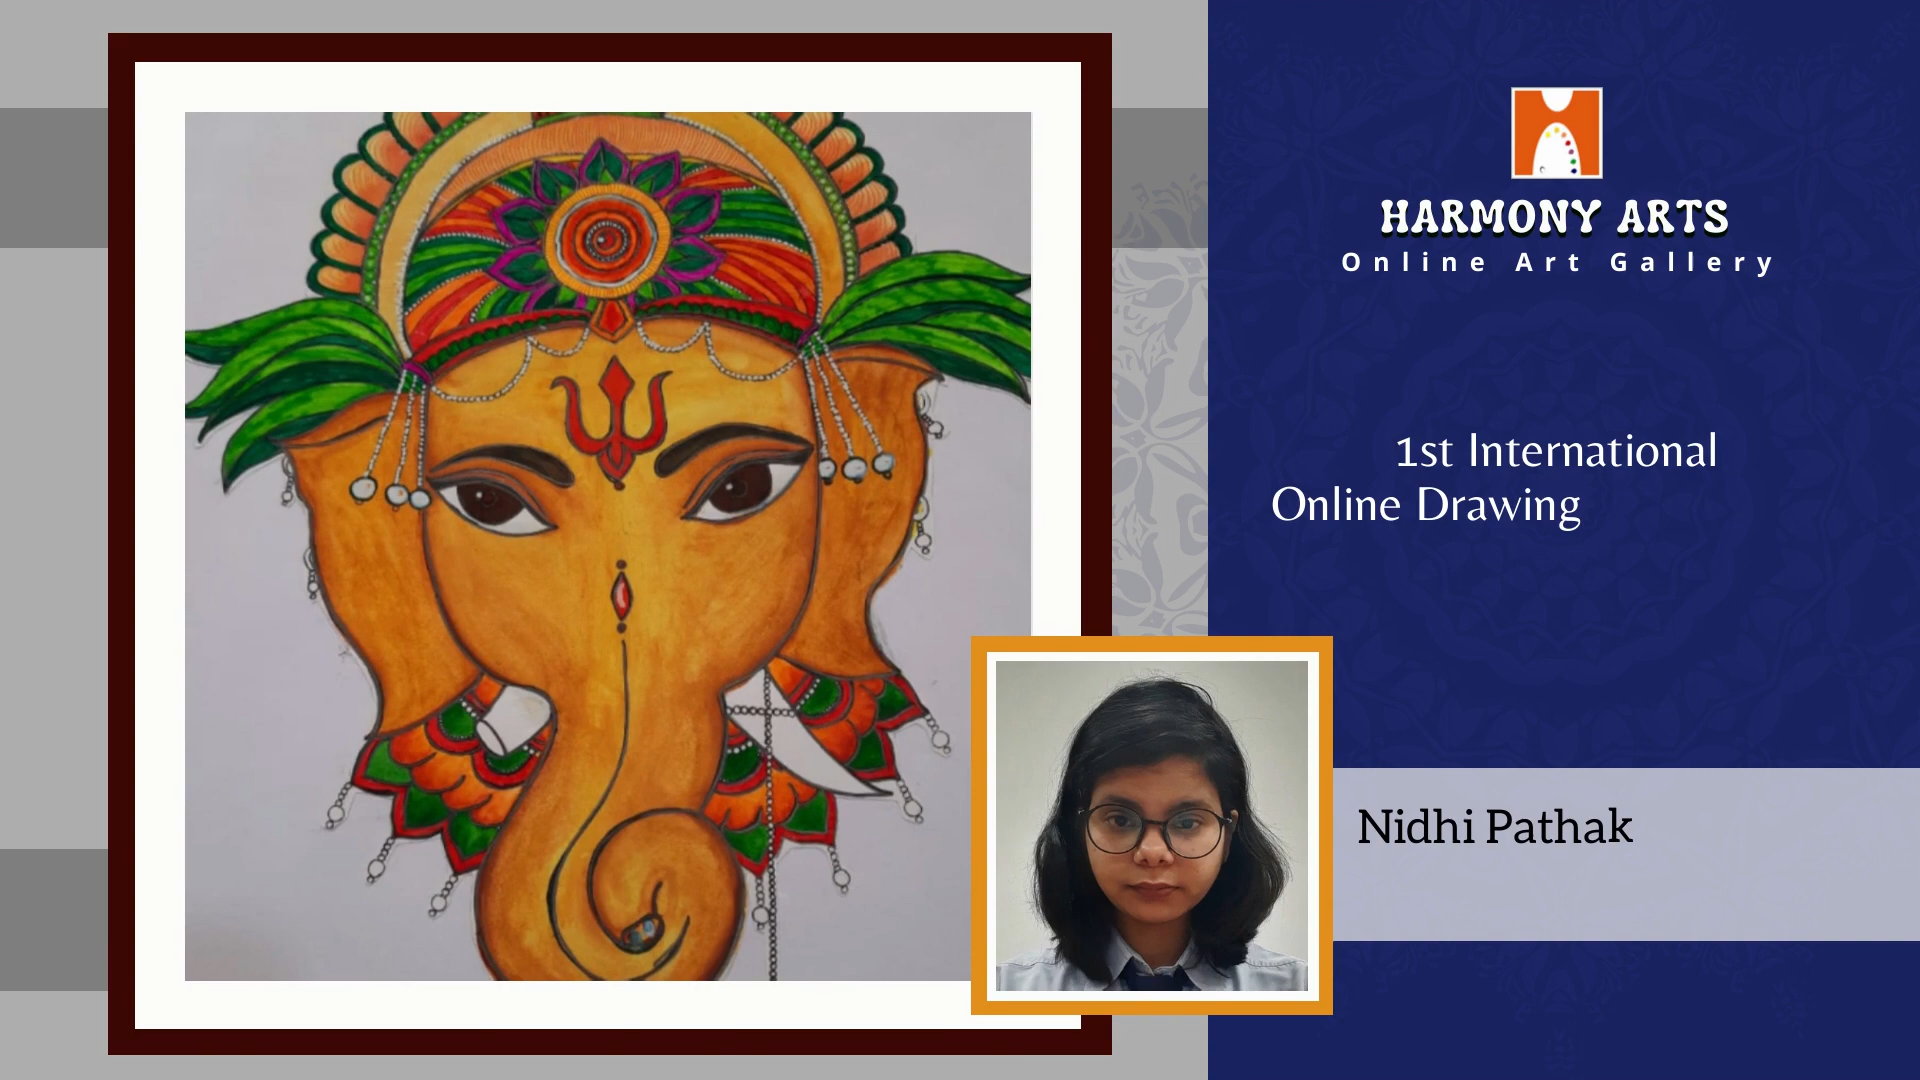 HARMONY ARTS
Online Art Gallery
1st International
Online Drawing
Nidhi Pathak